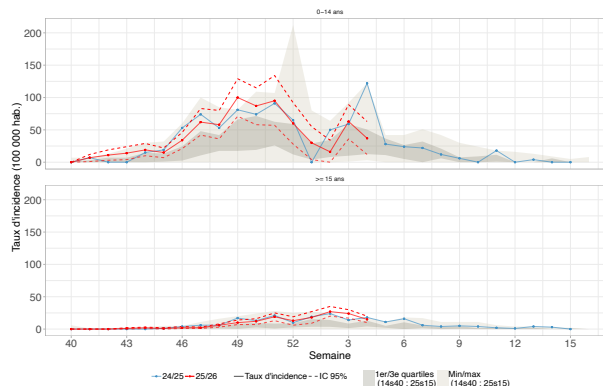 0−14 ans
200
150
100
50
0
>= 15 ans
200
150
100
50
0
Taux d'incidence (100 000 hab.)
40 43 46 49 52 3 6 9 12 15
Semaine
24/25 25/26 Taux d'incidence IC 95% 1er/3e quartiles (14s40 : 25s15) Min/max (14s40 : 25s15)